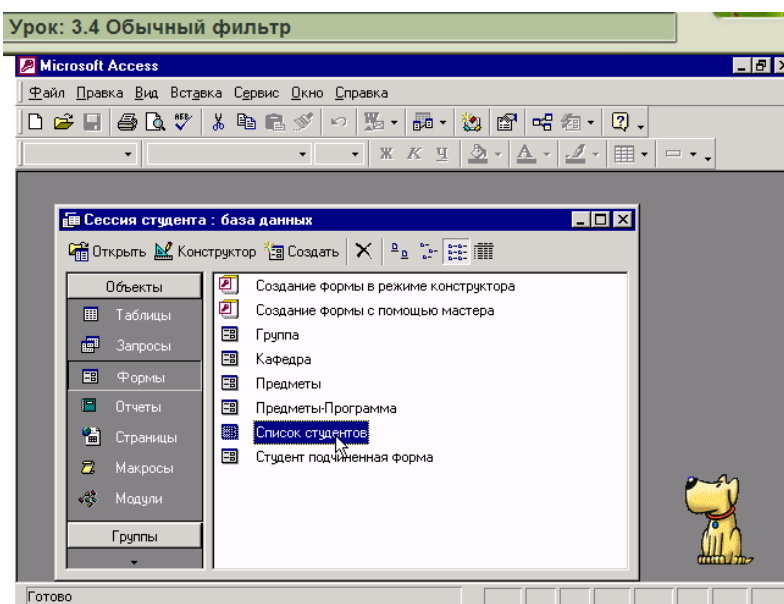 Урок: 3.4 Обычный фильтр
Microsoft Access
Файл Правка Вид Вставка Сервис Окно Справка
Ж К Ч
Сессия студента : база данных
Открыть Конструктор Создать
Объекты
Таблицы
Запросы
Формы
Отчеты
Страницы
Макросы
Модули
Группы
Создание формы в режиме конструктора
Создание формы с помощью мастера
Группа
Кафедра
Предметы
Предметы-Программа
Список студентов
Студент подчиненная форма
Готово